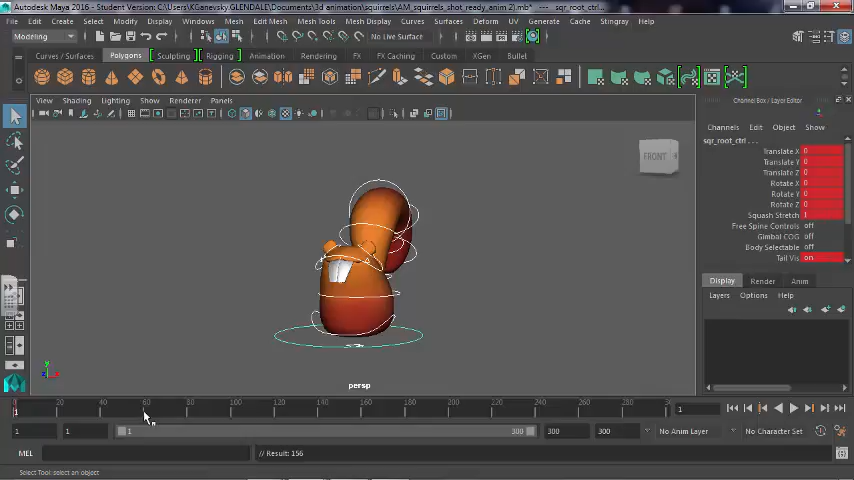 Autodesk Maya 2016 - Student Version: C:\Users\KGanevsky.GLENDALE\Documents\3d animation\squirrels\AM_squirrels_shot_ready_anim 2).mb* --- sqr_root_ctrl...
File Edit Create Select Modify Display Windows Mesh Edit Mesh Mesh Tools Mesh Display Curves Surfaces Deform UV Generate Cache Stingray Help
Modeling
No Live Surface
Curves / Surfaces Polygons Sculpting Rigging Animation Rendering FX FX Caching Custom XGen Bullet
Channel Box / Layer Editor
View Shading Lighting Show Renderer Panels
Channels Edit Object Show
sqr_root_ctrl . . .
Translate X 0
Translate Y 0
Translate Z 0
Rotate X 0
Rotate Y 0
Rotate Z 0
Squash Stretch 1
Free Spine Controls off
Gimbal COG off
Body Selectable off
Tail Vis on
FRONT
Display Render Anim
Layers Options Help
persp
0 20 40 60 80 100 120 140 160 180 200 220 240 260 280 30
1
1
1 1 1 300 300 300 No Anim Layer No Character Set
MEL // Result: 156
Select Tool: select an object